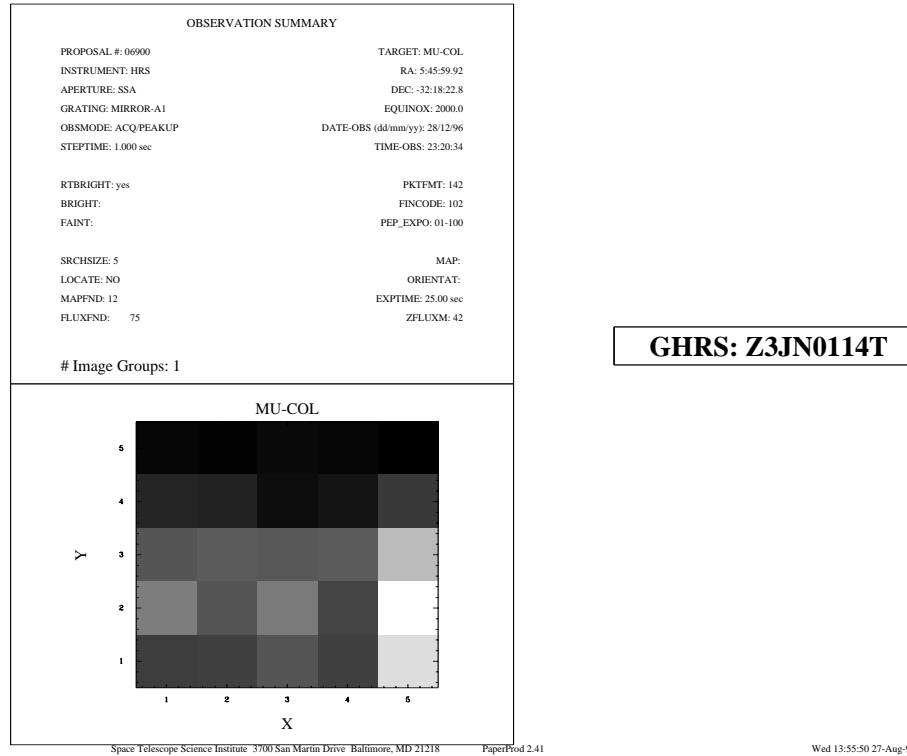 OBSERVATION SUMMARY
PROPOSAL #: 06900 TARGET: MU-COL
INSTRUMENT: HRS RA: 5:45:59.92
APERTURE: SSA DEC: -32:18:22.8
GRATING: MIRROR-A1 EQUINOX: 2000.0
OBSMODE: ACQ/PEAKUP DATE-OBS (dd/mm/yy): 28/12/96
STEPTIME: 1.000 sec TIME-OBS: 23:20:34
RTBRIGHT: yes PKTFMT: 142
BRIGHT: FINCODE: 102
FAINT: PEP_EXPO: 01-100
SRCHSIZE: 5 MAP:
LOCATE: NO ORIENTAT:
MAPFND: 12 EXPTIME: 25.00 sec
FLUXFND: 75 ZFLUXM: 42
# Image Groups: 1
GHRS: Z3JN0114T
MU-COL
5
4
Y 3
2
1
1 2 3 4 5
X
Space Telescope Science Institute 3700 San Martin Drive Baltimore, MD 21218 PaperProd 2.41 Wed 13:55:50 27-Aug-